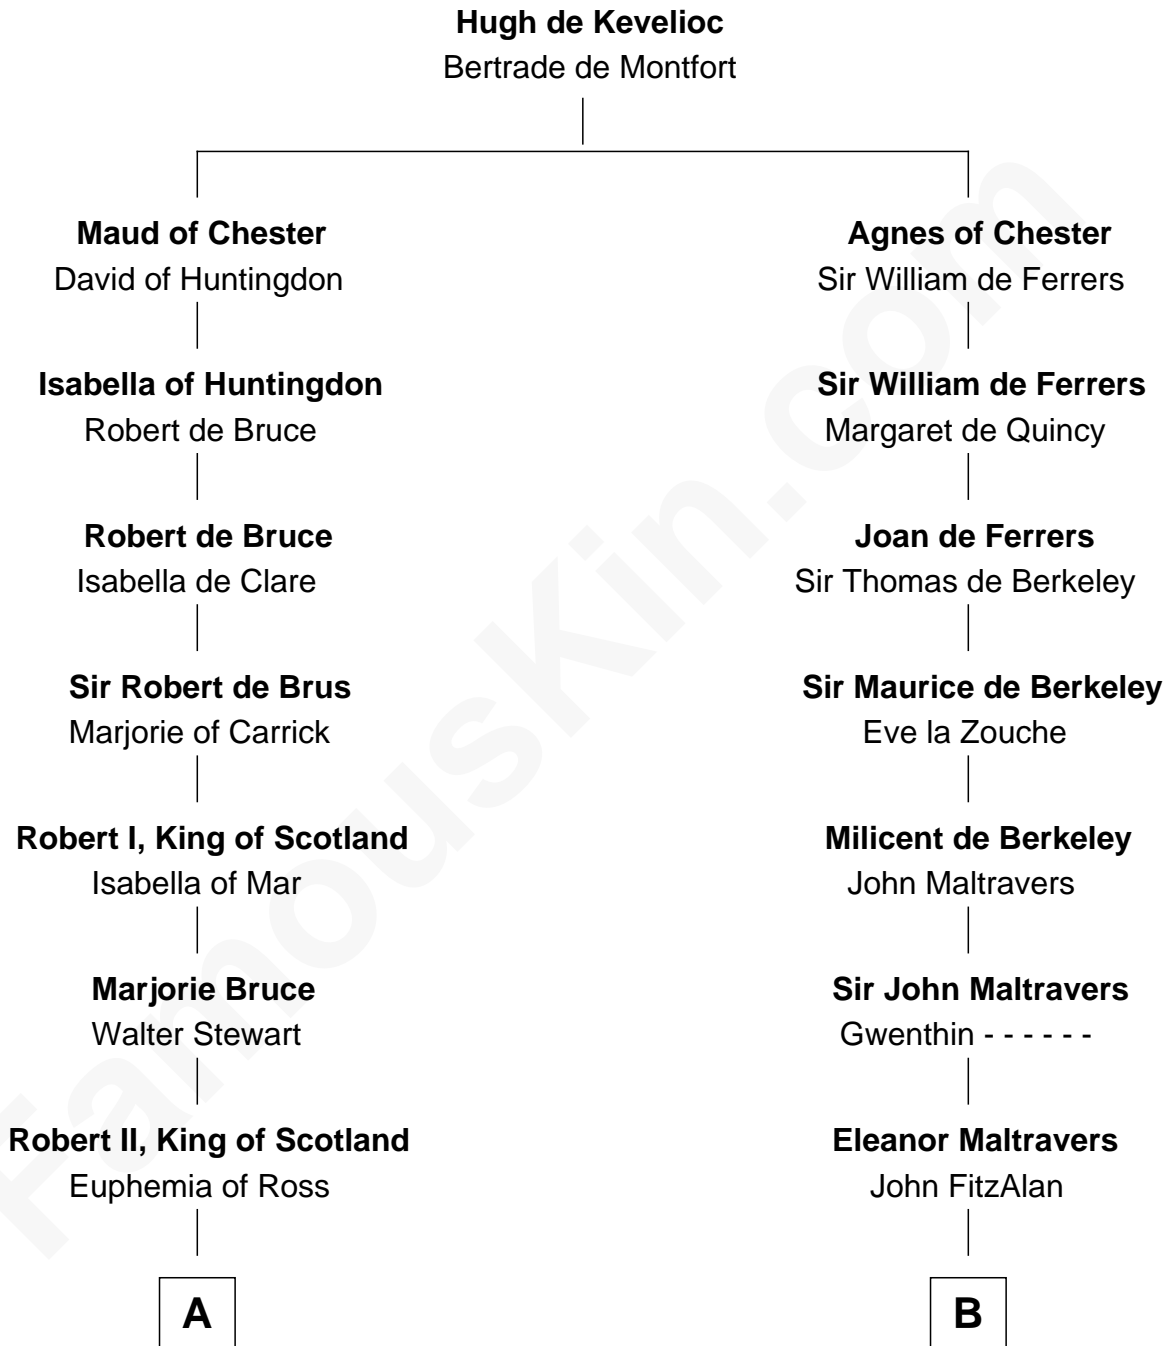 Hugh de Kevelioc
Bertrade de Montfort
Maud of Chester
David of Huntingdon
Agnes of Chester
Sir William de Ferrers
Isabella of Huntingdon
Robert de Bruce
Sir William de Ferrers
Margaret de Quincy
Robert de Bruce
Isabella de Clare
Joan de Ferrers
Sir Thomas de Berkeley
Sir Robert de Brus
Marjorie of Carrick
Sir Maurice de Berkeley
Eve la Zouche
Robert I, King of Scotland
Isabella of Mar
Milicent de Berkeley
John Maltravers
Marjorie Bruce
Walter Stewart
Sir John Maltravers
Gwenthin - - - - - -
Robert II, King of Scotland
Euphemia of Ross
Eleanor Maltravers
John FitzAlan
A
B
FamousKin.com